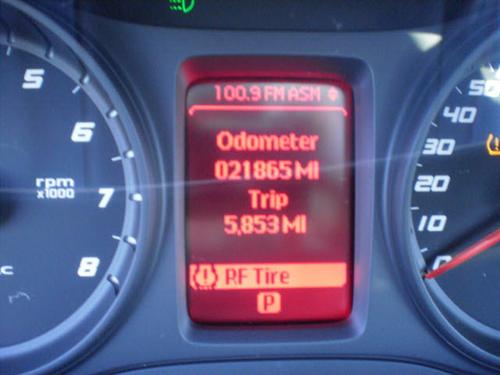 100.9 FM ASM
Odometer
021865 MI
Trip
5,853 MI
RF Tire
P
5
6
7
8
rpm
x1000
50
40
30
20
10
0